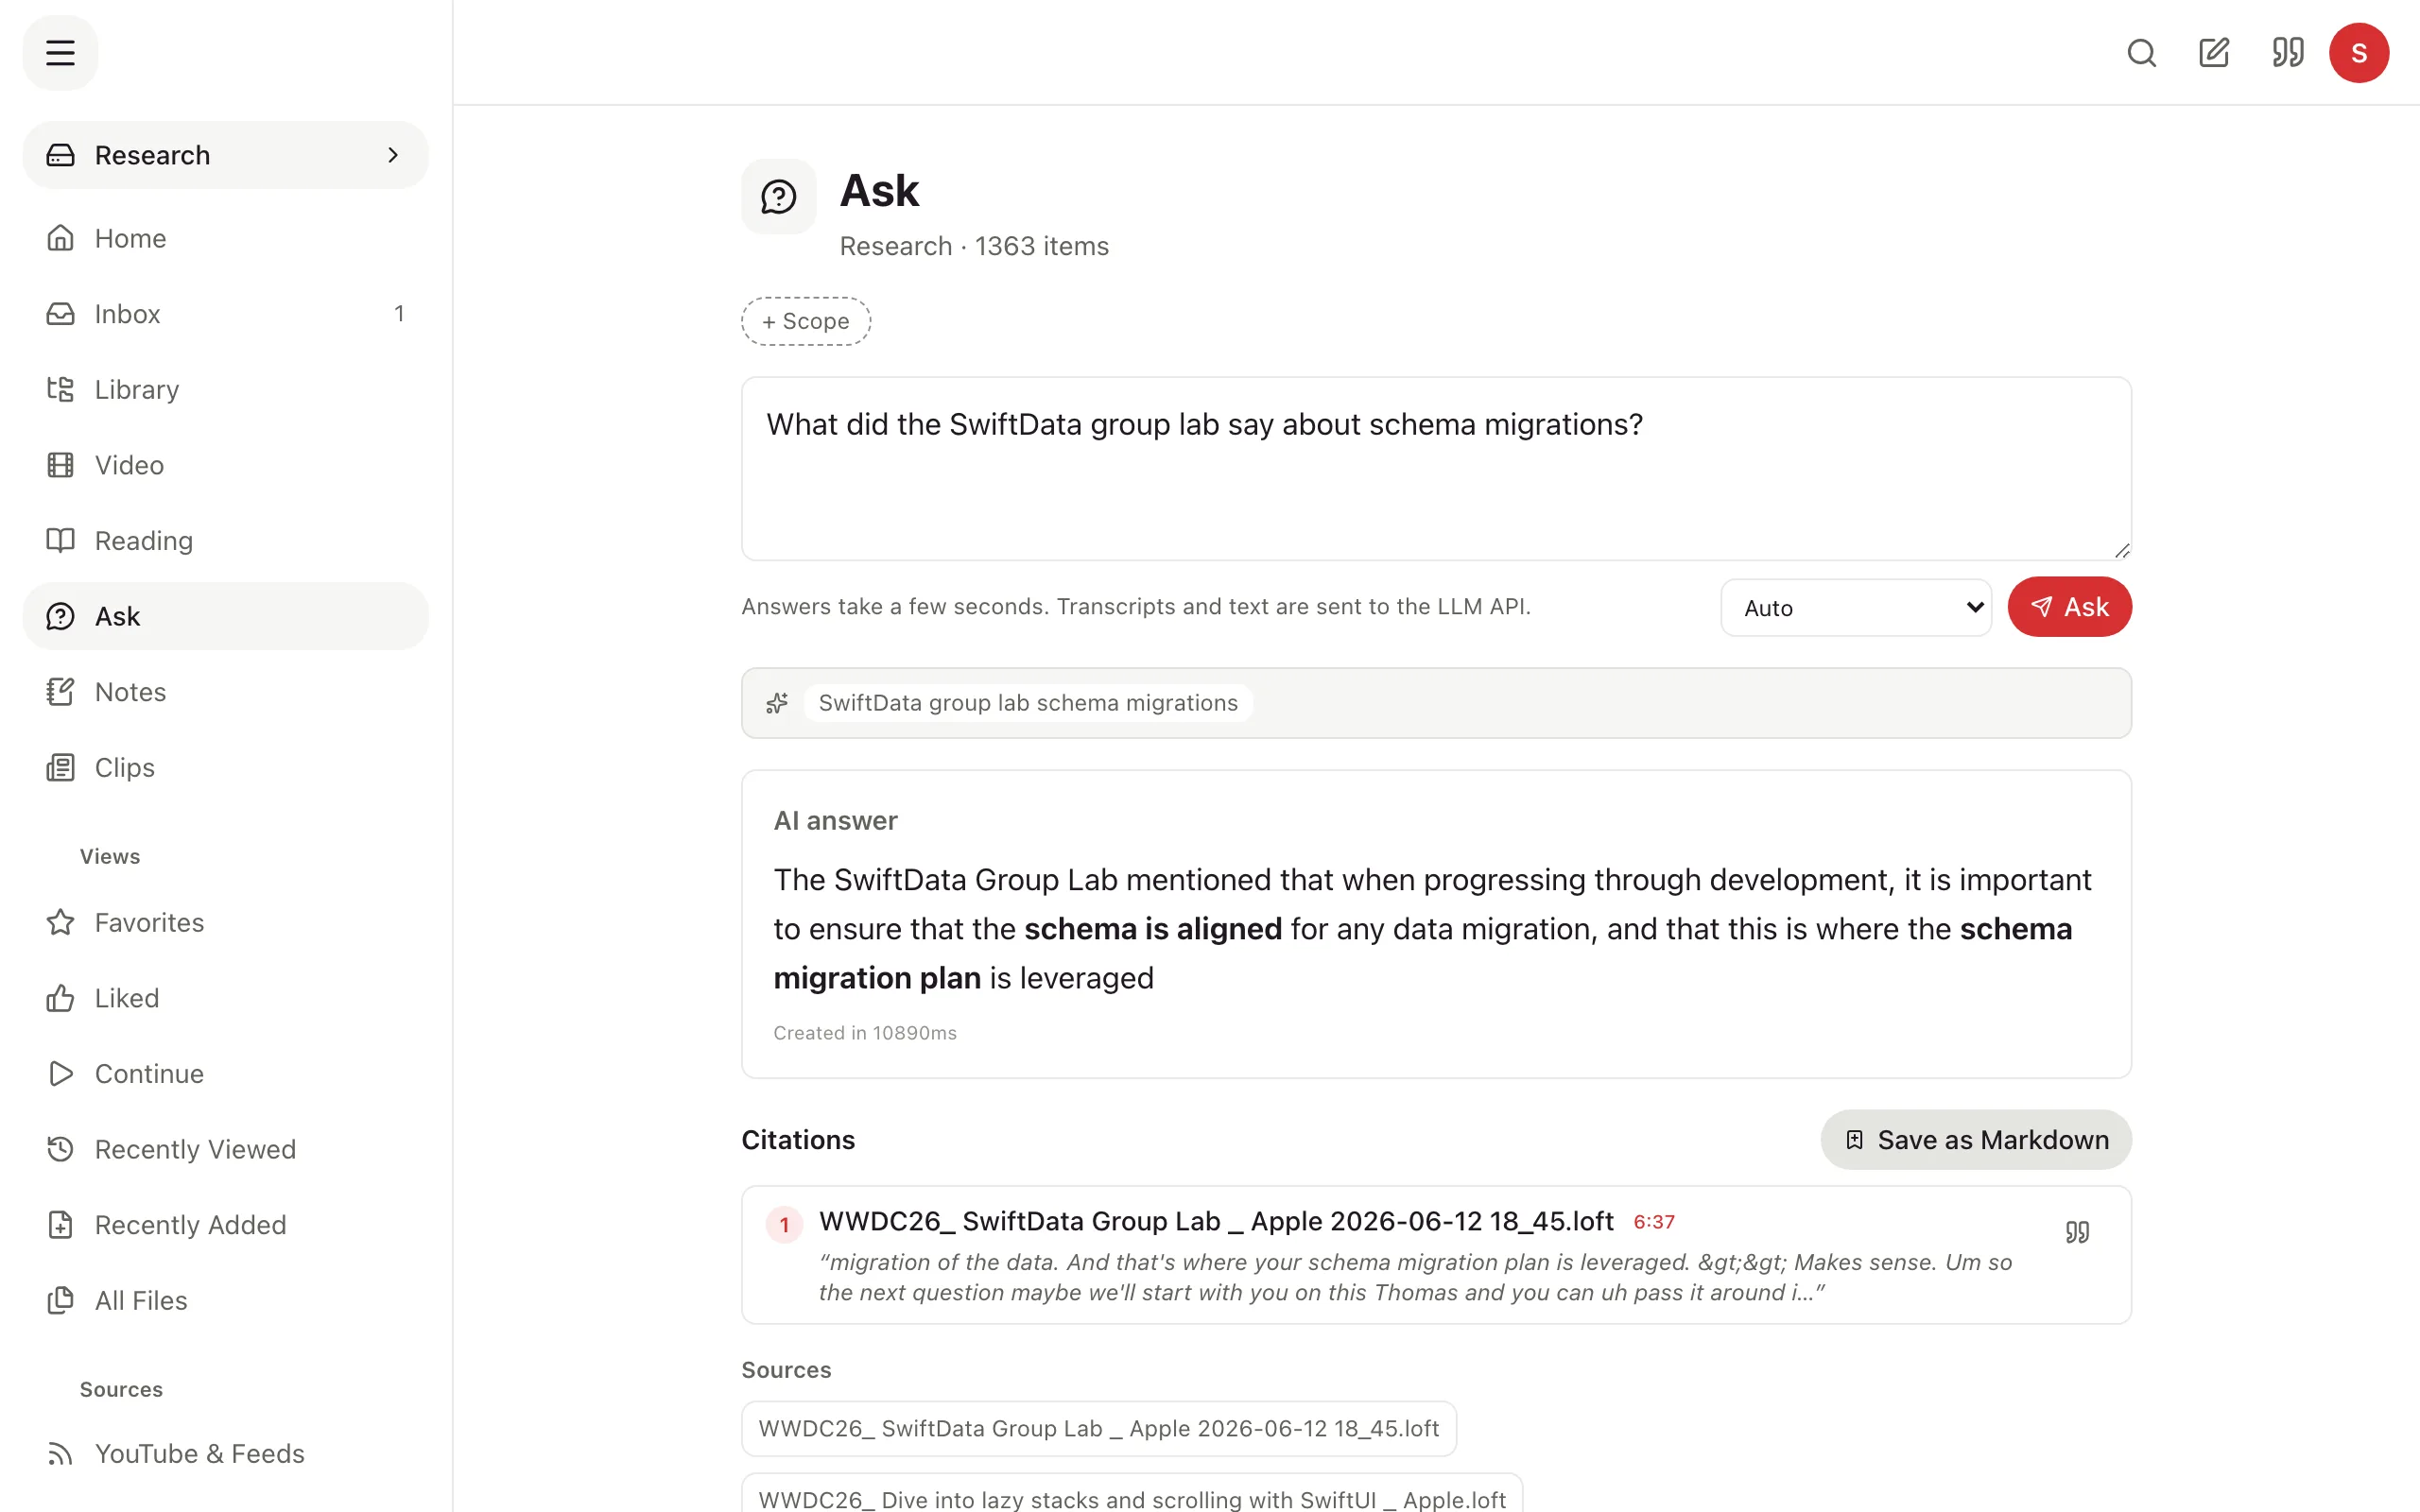 S
Research
Home
Inbox 1
Library
Video
Reading
Ask
Notes
Clips
Views
Favorites
Liked
Continue
Recently Viewed
Recently Added
All Files
Sources
YouTube & Feeds
Ask
Research · 1363 items
+ Scope
What did the SwiftData group lab say about schema migrations?
Answers take a few seconds. Transcripts and text are sent to the LLM API.
Auto
Ask
SwiftData group lab schema migrations
AI answer
The SwiftData Group Lab mentioned that when progressing through development, it is important
to ensure that the schema is aligned for any data migration, and that this is where the schema
migration plan is leveraged
Created in 10890ms
Citations
Save as Markdown
1 WWDC26_ SwiftData Group Lab _ Apple 2026-06-12 18_45.loft 6:37
“migration of the data. And that's where your schema migration plan is leveraged. &gt;&gt; Makes sense. Um so
the next question maybe we'll start with you on this Thomas and you can uh pass it around i...”
Sources
WWDC26_ SwiftData Group Lab _ Apple 2026-06-12 18_45.loft
WWDC26_ Dive into lazy stacks and scrolling with SwiftUI _ Apple.loft